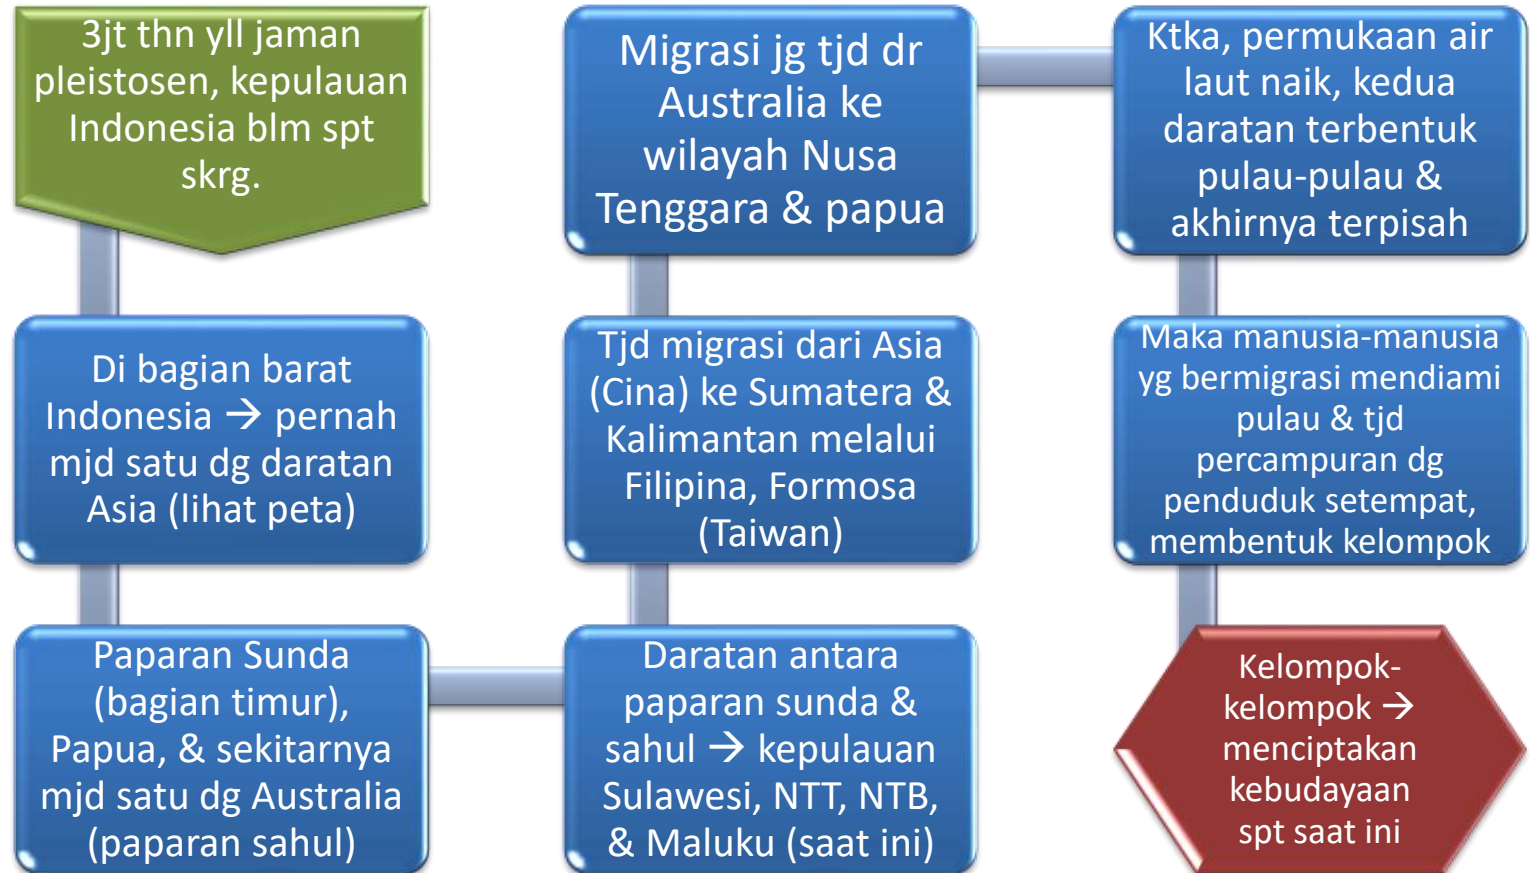 3jt thn yll jaman
pleistosen, kepulauan
Indonesia blm spt
skrg.
Di bagian barat
Indonesia → pernah
mjd satu dg daratan
Asia (lihat peta)
Paparan Sunda
(bagian timur),
Papua, & sekitarnya
mjd satu dg Australia
(paparan sahul)
Daratan antara
paparan sunda &
sahul → kepulauan
Sulawesi, NTT, NTB,
& Maluku (saat ini)
Tjd migrasi dari Asia
(Cina) ke Sumatera &
Kalimantan melalui
Filipina, Formosa
(Taiwan)
Migrasi jg tjd dr
Australia ke
wilayah Nusa
Tenggara & papua
Ktka, permukaan air
laut naik, kedua
daratan terbentuk
pulau-pulau &
akhirnya terpisah
Maka manusia-manusia
yg bermigrasi mendiami
pulau & tjd
percampuran dg
penduduk setempat,
membentuk kelompok
Kelompok-
kelompok →
menciptakan
kebudayaan
spt saat ini